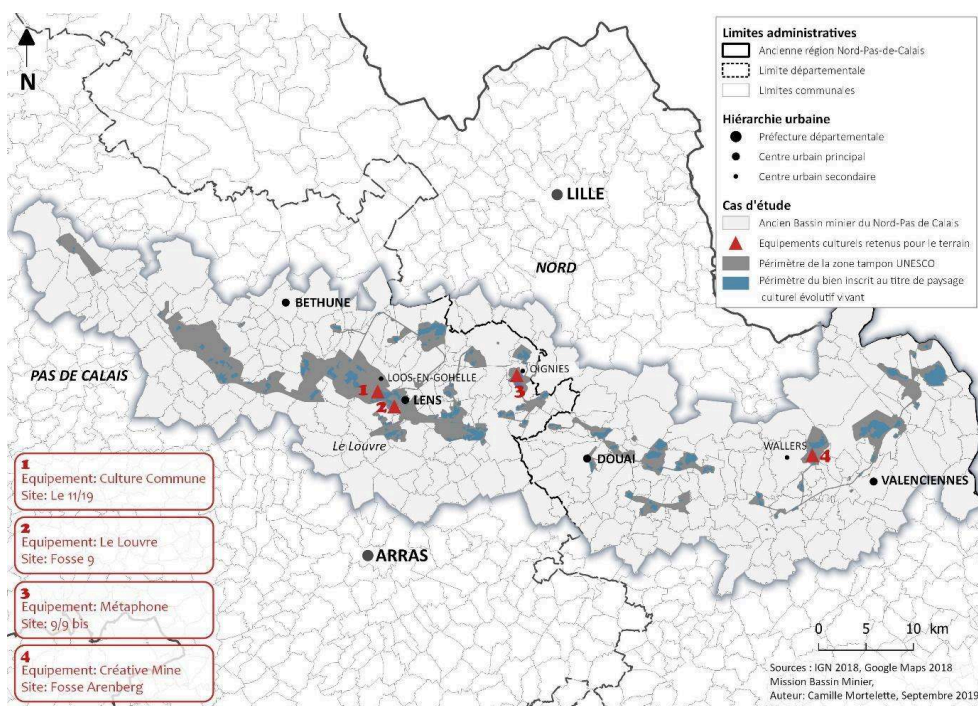 N
Limites administratives
Ancienne région Nord-Pas-de-Calais
Limite départementale
Limites communales
Hiérarchie urbaine
Préfecture départementale
Centre urbain principal
Centre urbain secondaire
Cas d'étude
Ancien Bassin minier du Nord-Pas de Calais
Equipements culturels retenus pour le terrain
Périmètre de la zone tampon UNESCO
Périmètre du bien inscrit au titre de paysage
culturel évolutif vivant
LILLE
NORD
BETHUNE
PAS DE CALAIS
LOOS-EN-GOHELLE
OIGNIES
1
2
LENS
3
Le Louvre
DOUAI
WALLERS
4
VALENCIENNES
ARRAS
1
Equipement: Culture Commune
Site: Le 11/19
2
Equipement: Le Louvre
Site: Fosse 9
3
Equipement: Métaphone
Site: 9/9 bis
4
Equipement: Créative Mine
Site: Fosse Arenberg
0 5 10 km
Sources : IGN 2018, Google Maps 2018
Mission Bassin Minier,
Auteur: Camille Mortelette, Septembre 2019